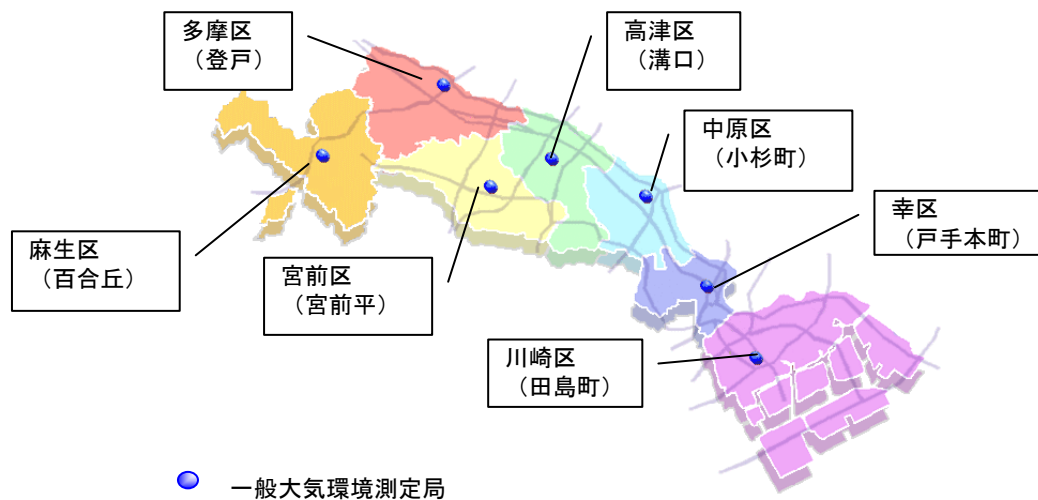 多摩区
（登戸）
高津区
（溝口）
中原区
（小杉町）
幸区
（戸手本町）
麻生区
（百合丘）
宮前区
（宮前平）
川崎区
（田島町）
一般大気環境測定局